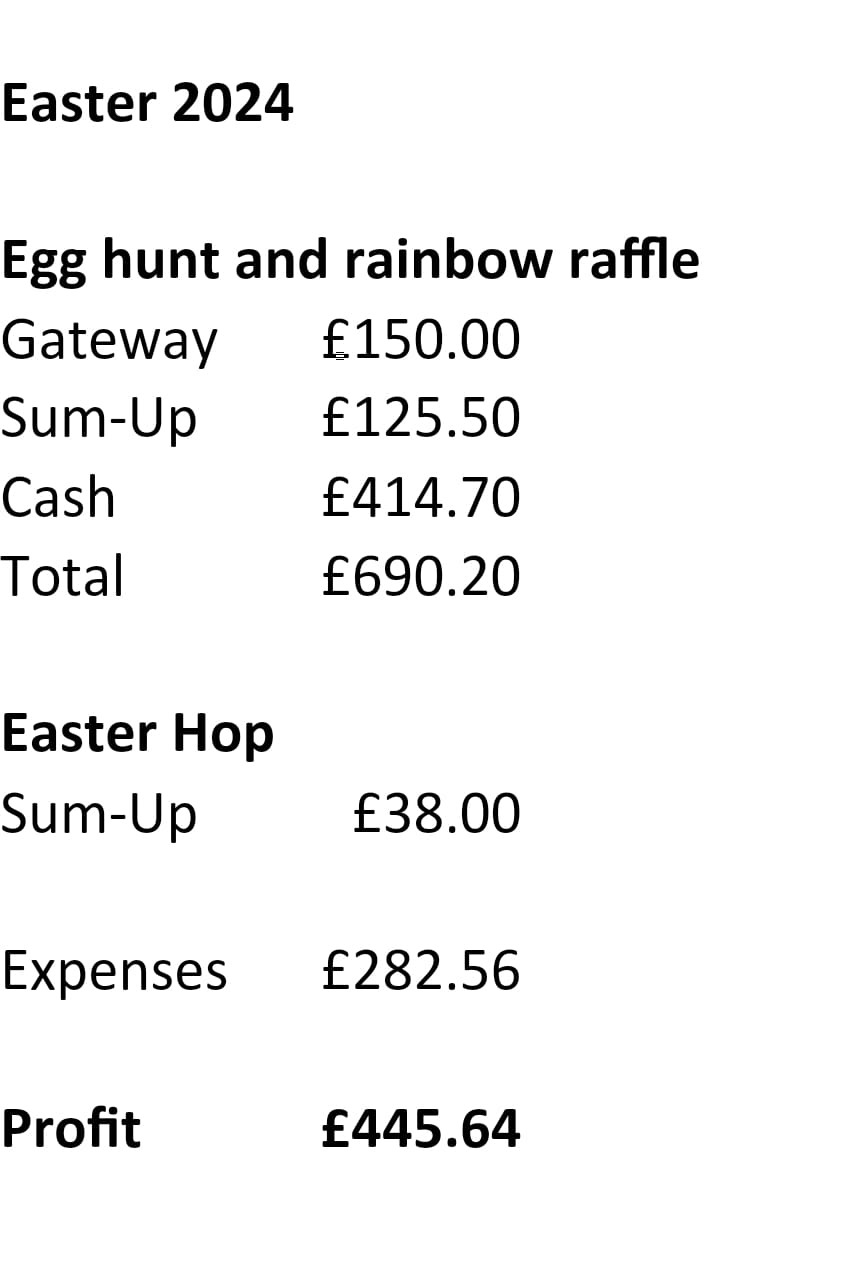 Easter 2024
Egg hunt and rainbow raffle
Gateway £150.00
Sum-Up £125.50
Cash £414.70
Total £690.20
Easter Hop
Sum-Up £38.00
Expenses £282.56
Profit £445.64